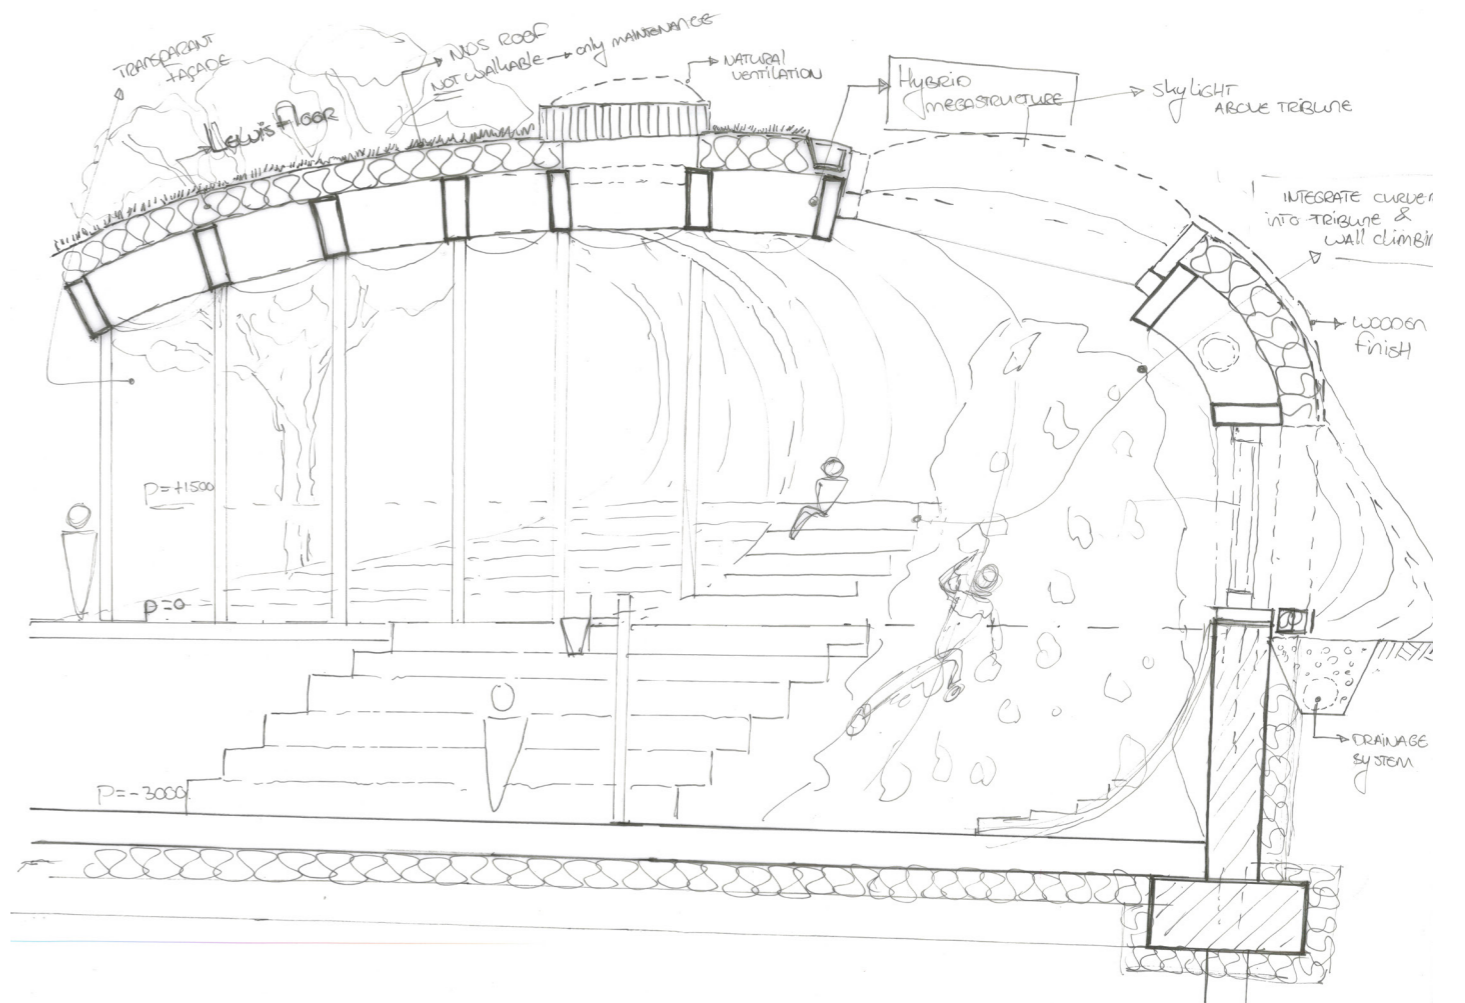 TRANSPARANT
FAÇADE
Lewis Floor
NOS ROOF
NOT WALKABLE → only MAINTENANCE
NATURAL
VENTILATION
HYBRID
MEGASTRUCTURE
SkyLIGHT
ABOVE TRIBUNE
INTEGRATE CURVE
INTO TRIBUNE &
WALL CLIMBI
WOODEN
finisH
P=+1500
P=0
P=-3000
DRAINAGE
SYSTEM